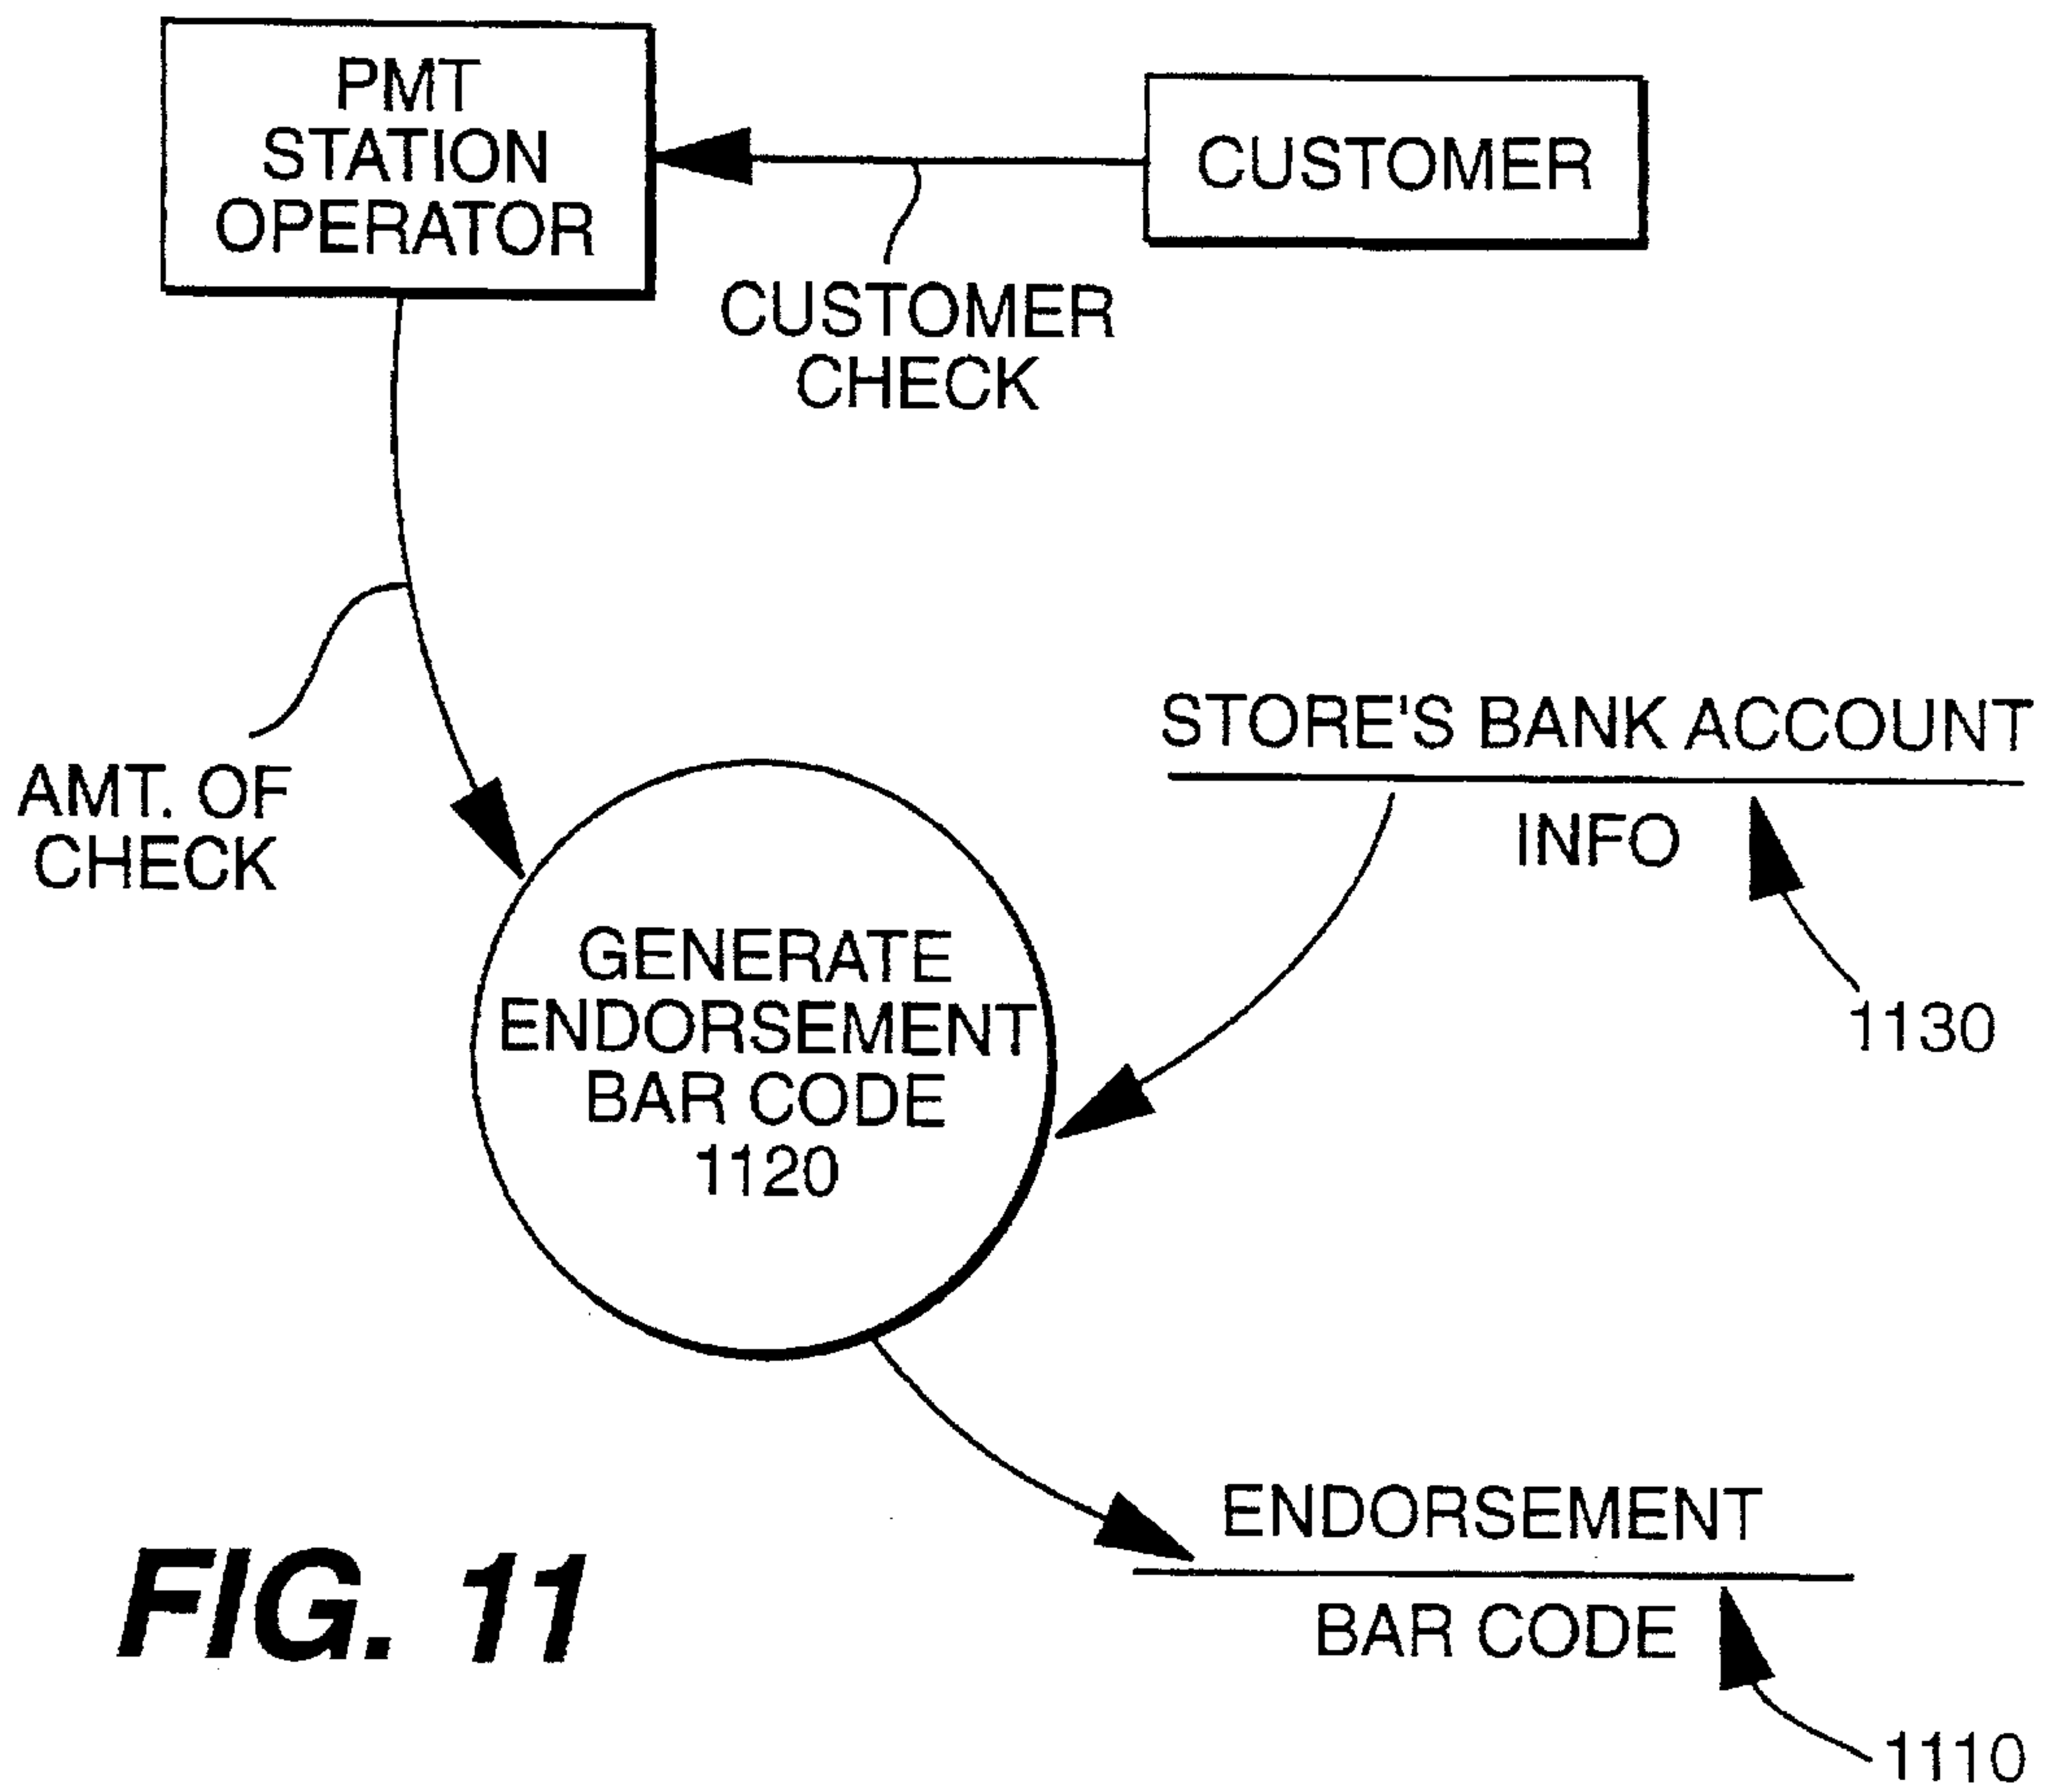 PMT
STATION
OPERATOR
CUSTOMER
CUSTOMER
CHECK
AMT. OF
CHECK
STORE'S BANK ACCOUNT
INFO
1130
GENERATE
ENDORSEMENT
BAR CODE
1120
ENDORSEMENT
BAR CODE
1110
FIG. 11